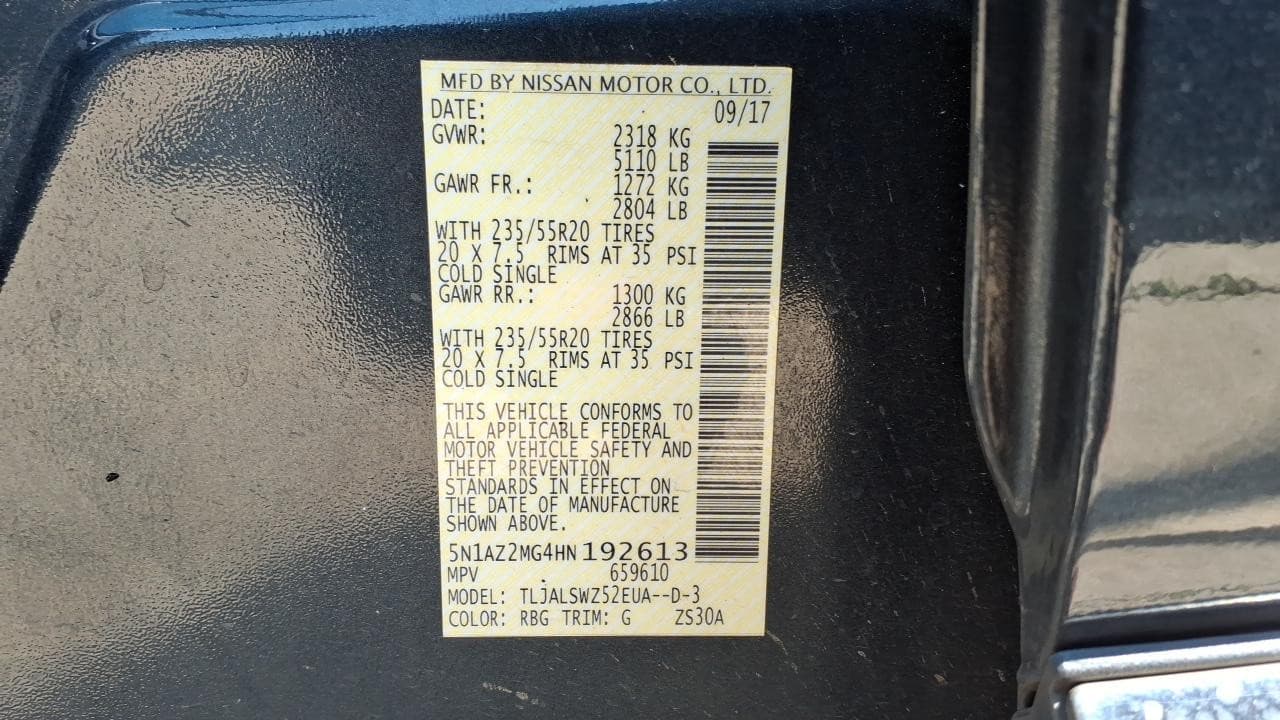 MFD BY NISSAN MOTOR CO., LTD.
DATE: 09/17
GVWR: 2318 KG
5110 LB
GAWR FR.: 1272 KG
2804 LB
WITH 235/55R20 TIRES
20 X 7.5 RIMS AT 35 PSI
COLD SINGLE
GAWR RR.: 1300 KG
2866 LB
WITH 235/55R20 TIRES
20 X 7.5 RIMS AT 35 PSI
COLD SINGLE
THIS VEHICLE CONFORMS TO
ALL APPLICABLE FEDERAL
MOTOR VEHICLE SAFETY AND
THEFT PREVENTION
STANDARDS IN EFFECT ON
THE DATE OF MANUFACTURE
SHOWN ABOVE.
5N1AZ2MG4HN192613
MPV 659610
MODEL: TLJALSWZ52EUA--D-3
COLOR: RBG TRIM: G ZS30A